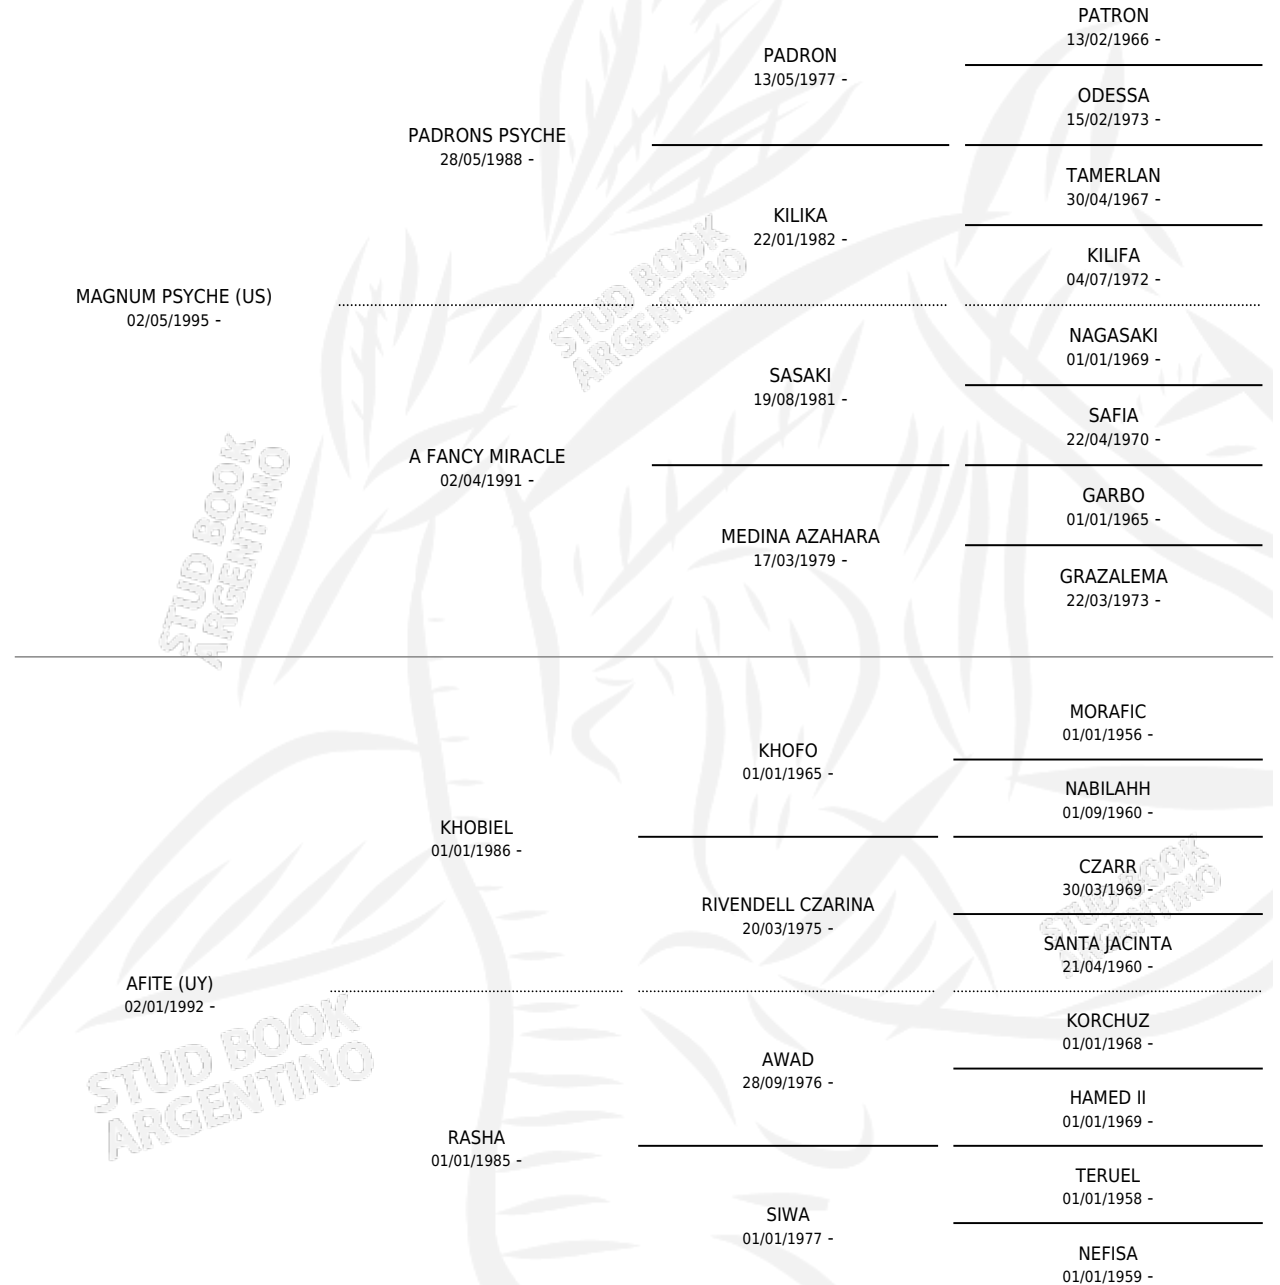 PATRON
13/02/1966 -
PADRON
13/05/1977 -
ODESSA
15/02/1973 -
PADRONS PSYCHE
28/05/1988 -
TAMERLAN
30/04/1967 -
KILIKA
22/01/1982 -
KILIFA
04/07/1972 -
MAGNUM PSYCHE (US)
02/05/1995 -
NAGASAKI
01/01/1969 -
SASAKI
19/08/1981 -
SAFIA
22/04/1970 -
A FANCY MIRACLE
02/04/1991 -
GARBO
01/01/1965 -
MEDINA AZAHARA
17/03/1979 -
GRAZALEMA
22/03/1973 -
MORAFIC
01/01/1956 -
KHOFO
01/01/1965 -
NABILAHH
01/09/1960 -
KHOBIEL
01/01/1986 -
CZARR
30/03/1969 -
RIVENDELL CZARINA
20/03/1975 -
SANTA JACINTA
21/04/1960 -
AFITE (UY)
02/01/1992 -
KORCHUZ
01/01/1968 -
AWAD
28/09/1976 -
HAMED II
01/01/1969 -
RASHA
01/01/1985 -
TERUEL
01/01/1958 -
SIWA
01/01/1977 -
NEFISA
01/01/1959 -
STUD BOOK
ARGENTINO
STUD BOOK
ARGENTINO
STUD BOOK
ARGENTINO
STUD BOOK
ARGENTINO